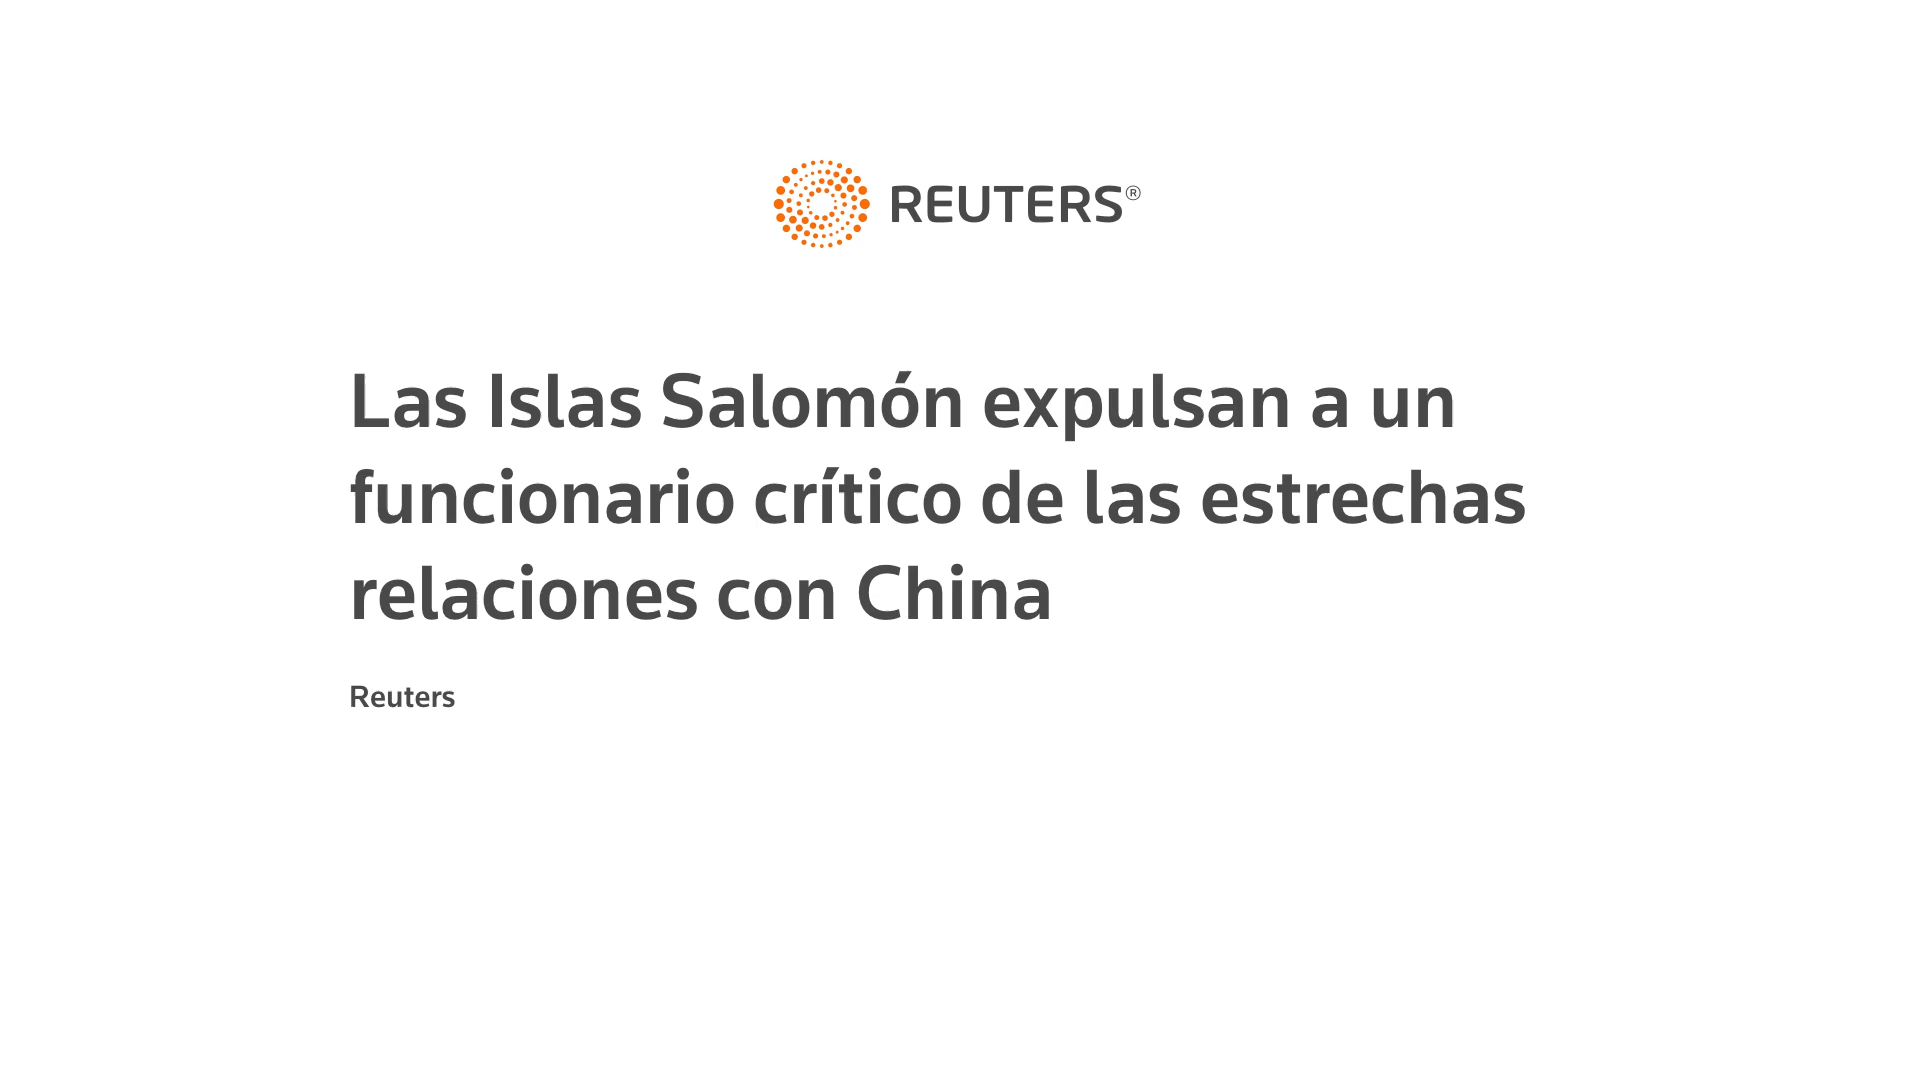 REUTERS®
Las Islas Salomón expulsan a un
funcionario crítico de las estrechas
relaciones con China
Reuters